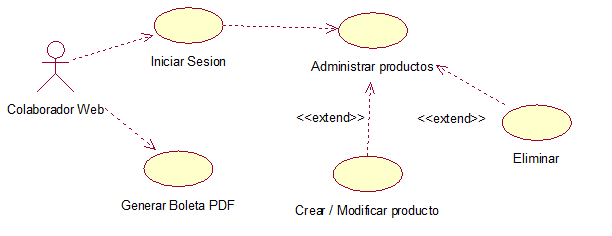 Iniciar Sesion
Administrar productos
Colaborador Web
<<extend>>
<<extend>>
Eliminar
Generar Boleta PDF
Crear / Modificar producto